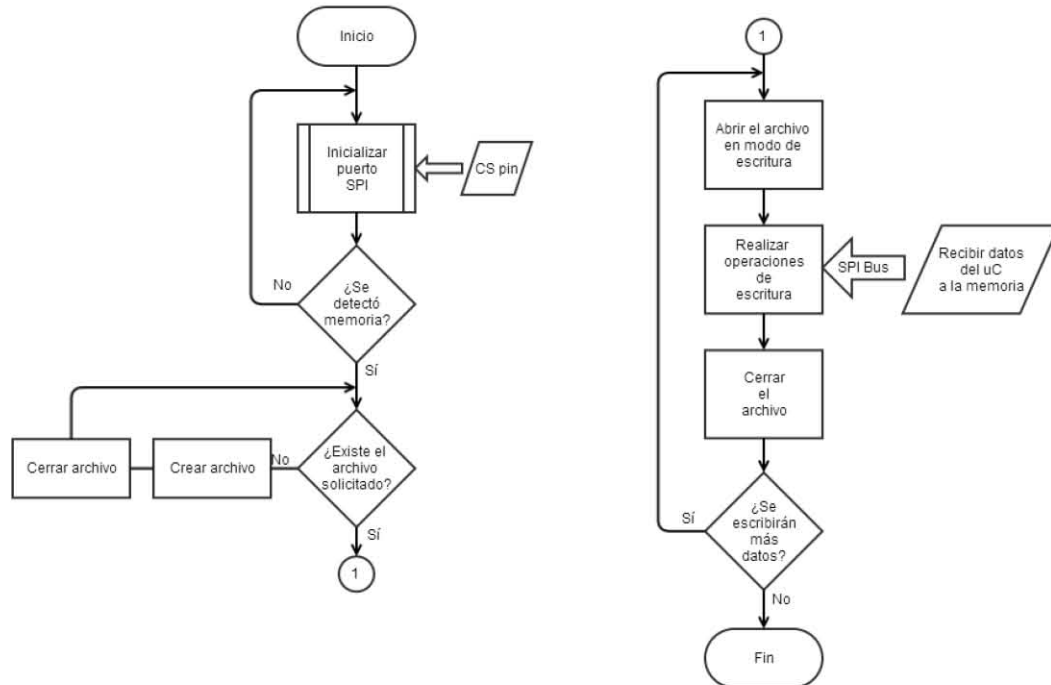 Inicio
Inicializar
puerto
SPI
CS pin
No
¿Se
detectó
memoria?
Sí
Cerrar archivo
Crear archivo
No
¿Existe el
archivo
solicitado?
Sí
1
1
Abrir el archivo
en modo de
escritura
Realizar
operaciones
de
escritura
SPI Bus
Recibir datos
del uC
a la memoria
Cerrar
el
archivo
Sí
¿Se
escribirán
más
datos?
No
Fin